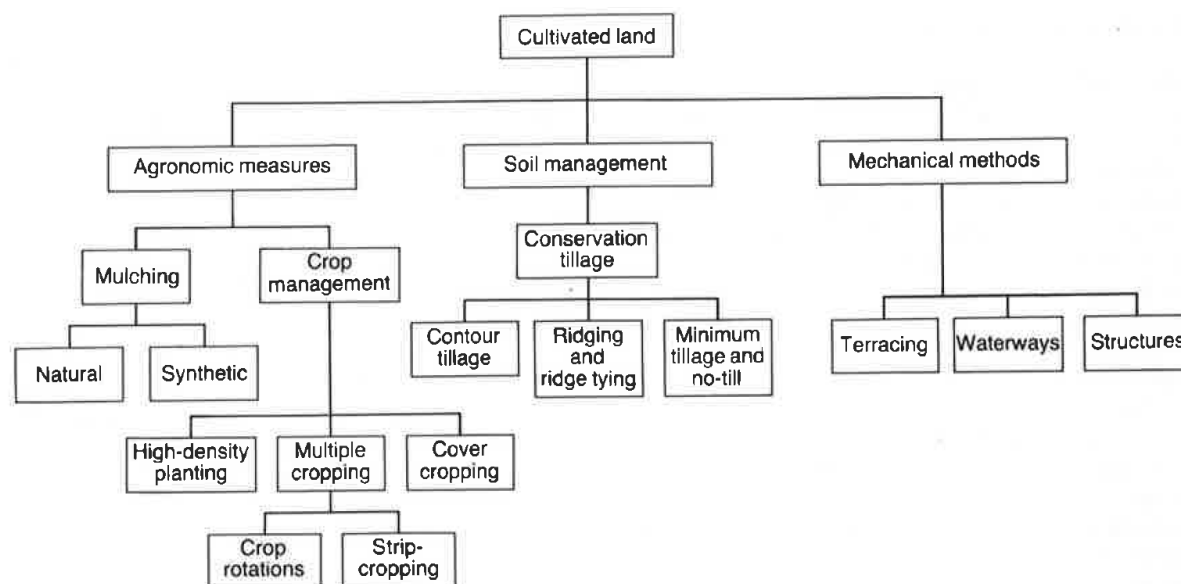 Cultivated land
Agronomic measures
Soil management
Mechanical methods
Mulching
Crop
management
Conservation
tillage
Natural
Synthetic
Contour
tillage
Ridging
and
ridge tying
Minimum
tillage and
no-till
Terracing
Waterways
Structures
High-density
planting
Multiple
cropping
Cover
cropping
Crop
rotations
Strip-
cropping